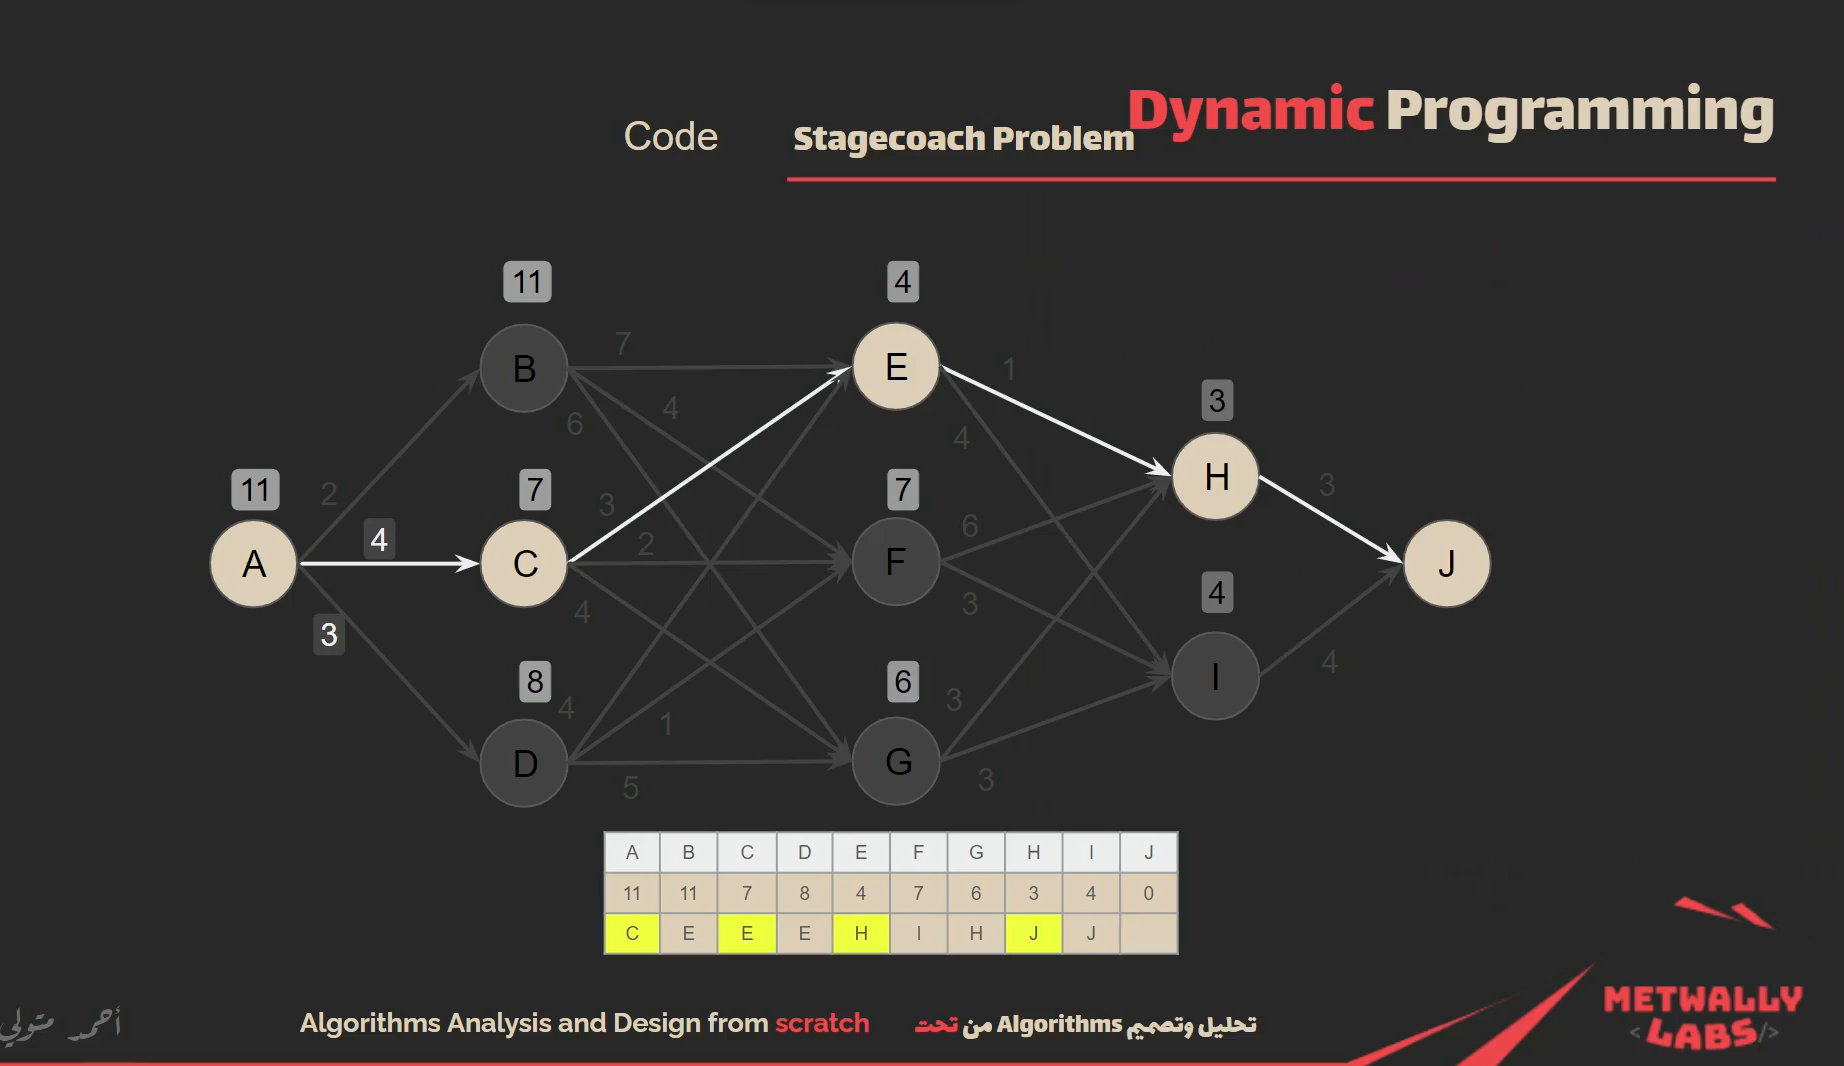 Dynamic Programming
Code
Stagecoach Problem
11
4
B
7
E
1
4
3
6
4
H
3
11
2
7
3
7
6
A
4
C
2
F
J
3
4
3
4
8
6
I
4
4
1
3
D
G
5
3
A B C D E F G H I J
11 11 7 8 4 7 6 3 4 0
C E E E H I H J J
أحمد متولي
Algorithms Analysis and Design from scratch
تحليل وتصميم Algorithms من تحت
METWALLY
<LABS/>